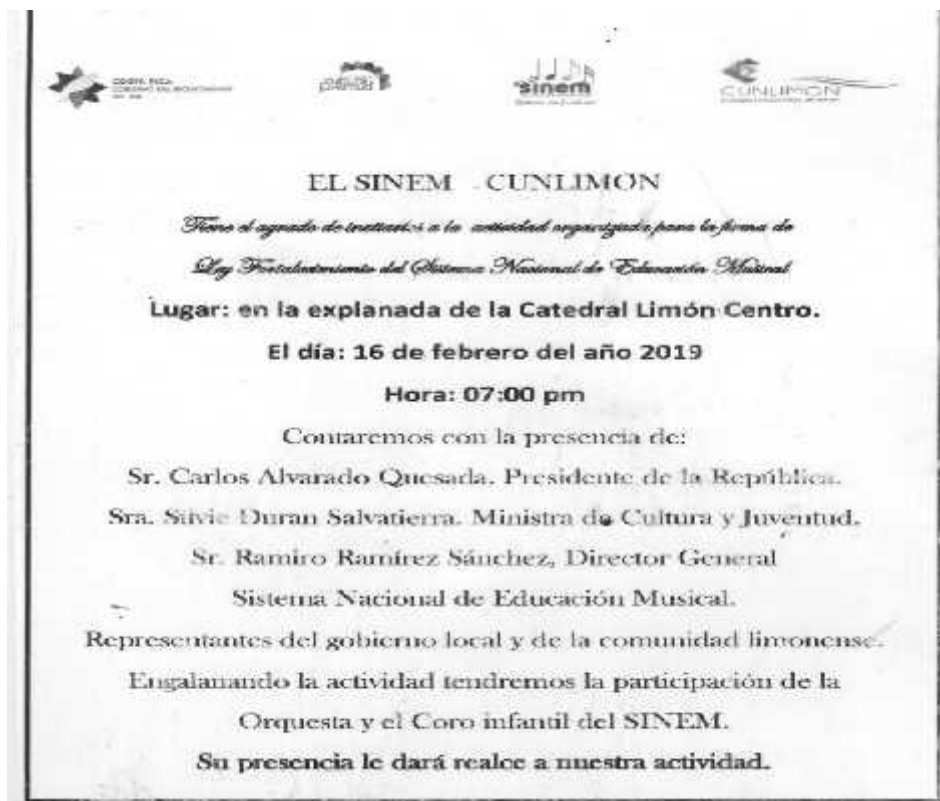 COSTA RICA
sinem
CUNLIMON
EL SINEM - CUNLIMON
Tiene el agrado de invitarlos a la actividad organizada para la firma de
Ley Fortalecimiento del Sistema Nacional de Educación Musical
Lugar: en la explanada de la Catedral Limón Centro.
El día: 16 de febrero del año 2019
Hora: 07:00 pm
Contaremos con la presencia de:
Sr. Carlos Alvarado Quesada. Presidente de la República.
Sra. Silvie Duran Salvatierra. Ministra de Cultura y Juventud.
Sr. Ramiro Ramírez Sánchez, Director General
Sistema Nacional de Educación Musical.
Representantes del gobierno local y de la comunidad limonense.
Engalanando la actividad tendremos la participación de la
Orquesta y el Coro infantil del SINEM.
Su presencia le dará realce a nuestra actividad.